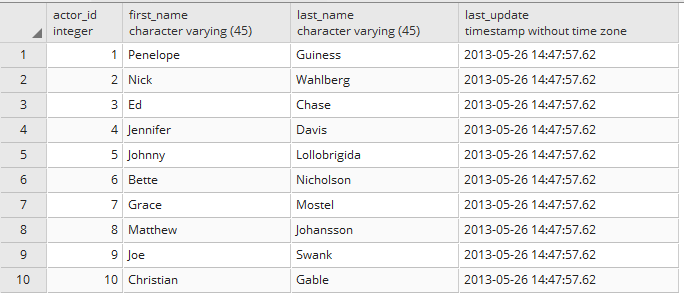 actor_id first_name last_name last_update
integer character varying (45) character varying (45) timestamp without time zone
1 1 Penelope Guiness 2013-05-26 14:47:57.62
2 2 Nick Wahlberg 2013-05-26 14:47:57.62
3 3 Ed Chase 2013-05-26 14:47:57.62
4 4 Jennifer Davis 2013-05-26 14:47:57.62
5 5 Johnny Lollobrigida 2013-05-26 14:47:57.62
6 6 Bette Nicholson 2013-05-26 14:47:57.62
7 7 Grace Mostel 2013-05-26 14:47:57.62
8 8 Matthew Johansson 2013-05-26 14:47:57.62
9 9 Joe Swank 2013-05-26 14:47:57.62
10 10 Christian Gable 2013-05-26 14:47:57.62